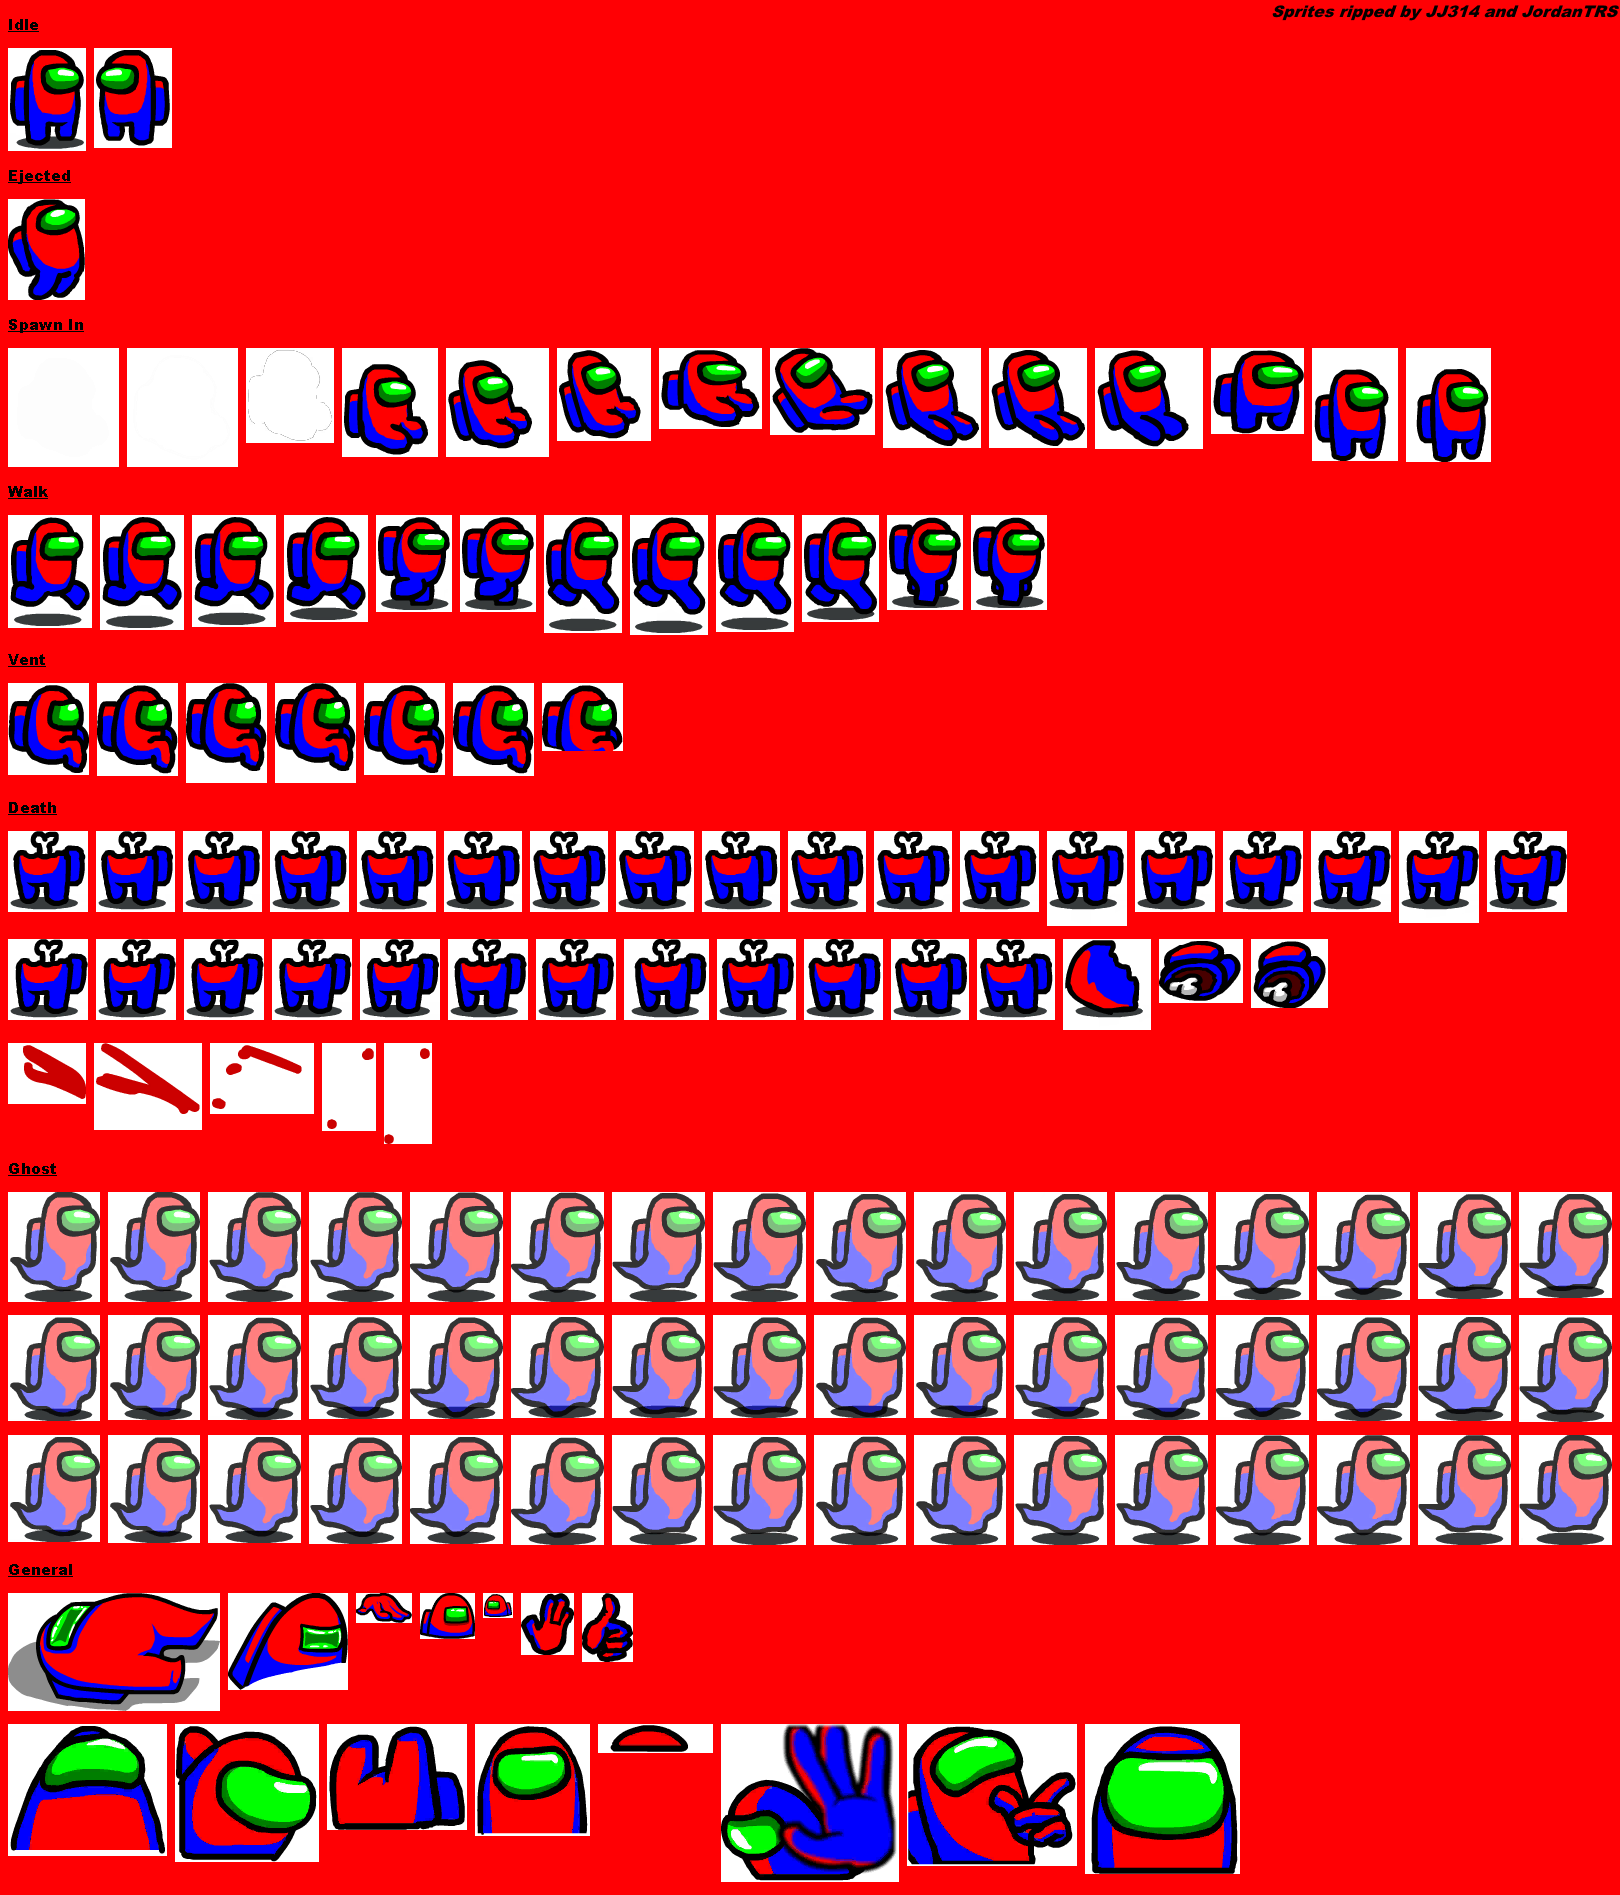 Sprites ripped by JJ314 and JordanTRS
Idle
Ejected
Spawn In
Walk
Vent
Death
Ghost
General